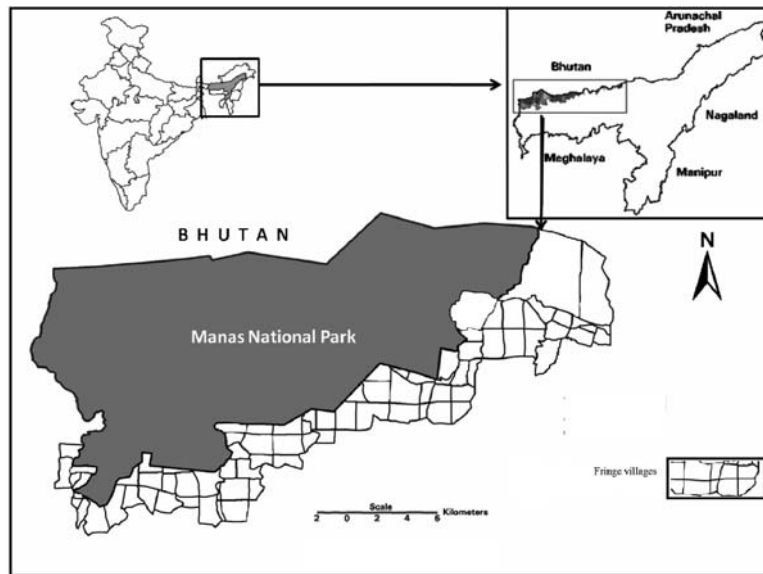 Arunachal
Pradesh
Bhutan
Nagaland
Meghalaya
Manipur
BHUTAN
N
Manas National Park
Fringe villages
Scale
2 0 2 4 6 Kilometers